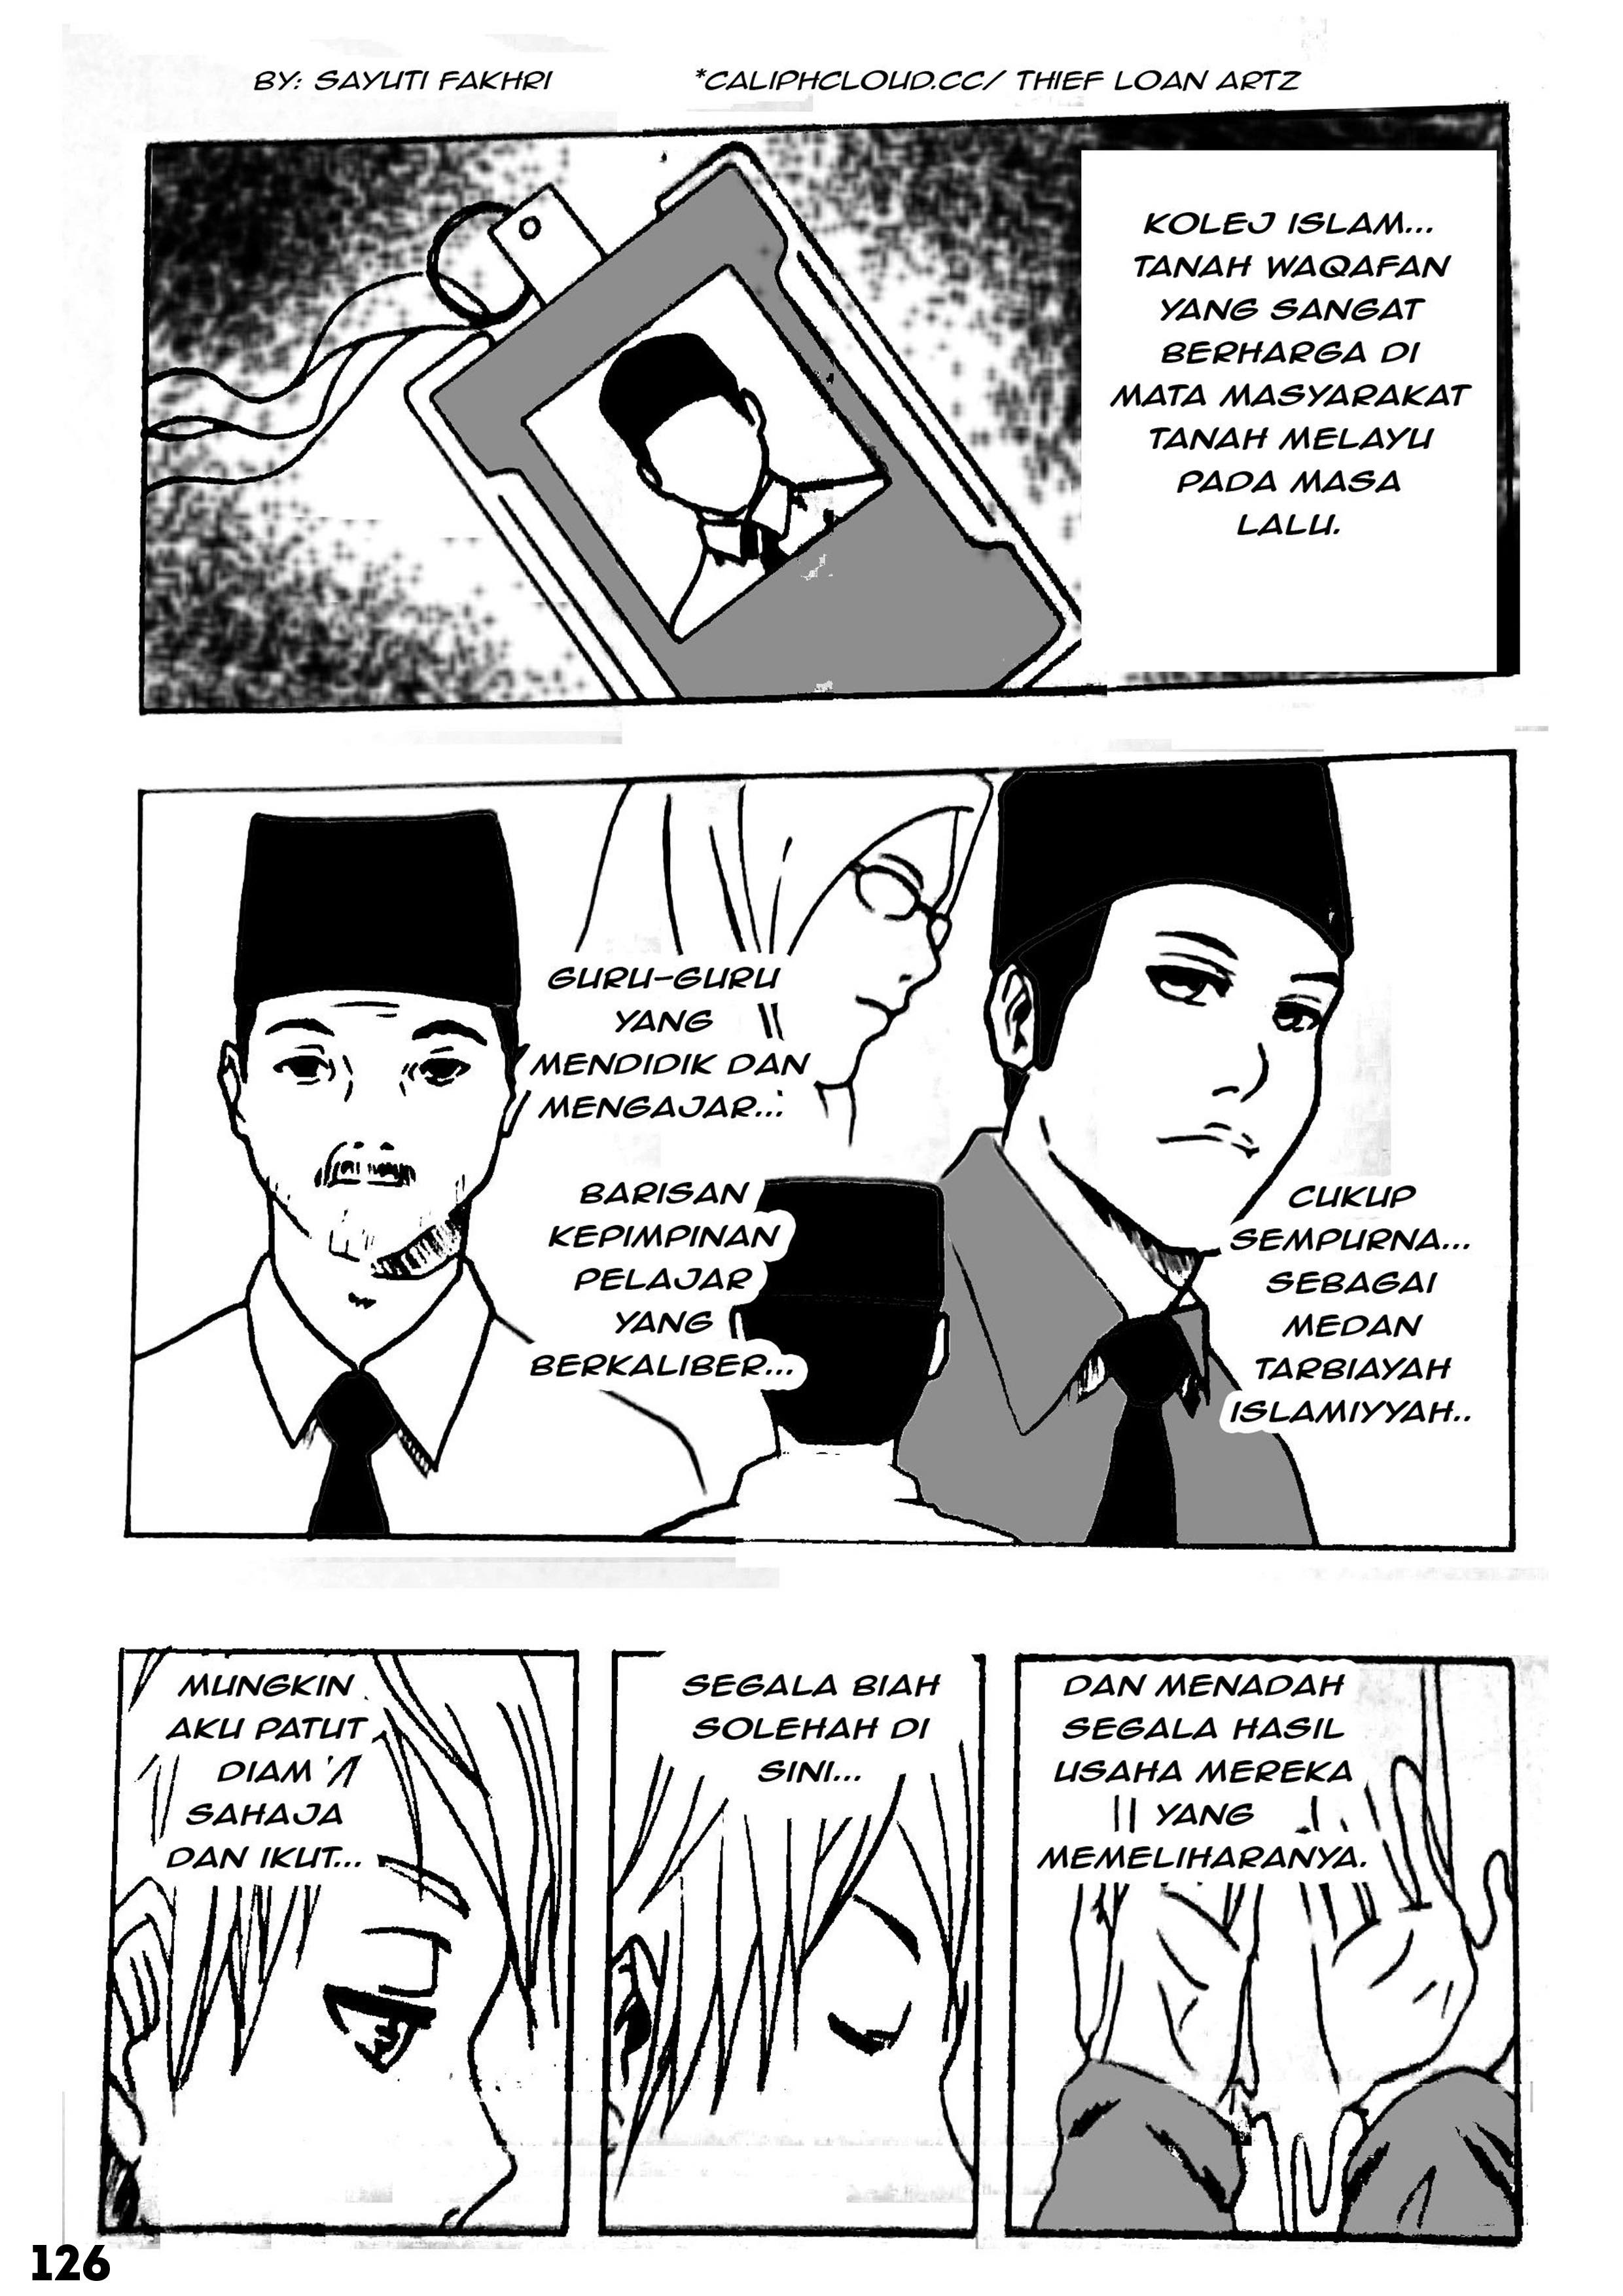 BY: SAYUTI FAKHRI
*CALIPHCLOUD.CC/ THIEF LOAN ARTZ
KOLEJ ISLAM...
TANAH WAQAFAN
YANG SANGAT
BERHARGA DI
MATA MASYARAKAT
TANAH MELAYU
PADA MASA
LALU.
GURU-GURU
YANG
MENDIDIK DAN
MENGAJAR...
BARISAN
KEPIMPINAN
PELAJAR
YANG
BERKALIBER...
CUKUP
SEMPURNA...
SEBAGAI
MEDAN
TARBIAYAH
ISLAMIYYAH..
MUNGKIN
AKU PATUT
DIAM
SAHAJA
DAN IKUT...
SEGALA BIAH
SOLEHAH DI
SINI...
DAN MENADAH
SEGALA HASIL
USAHA MEREKA
YANG
MEMELIHARANYA.
126